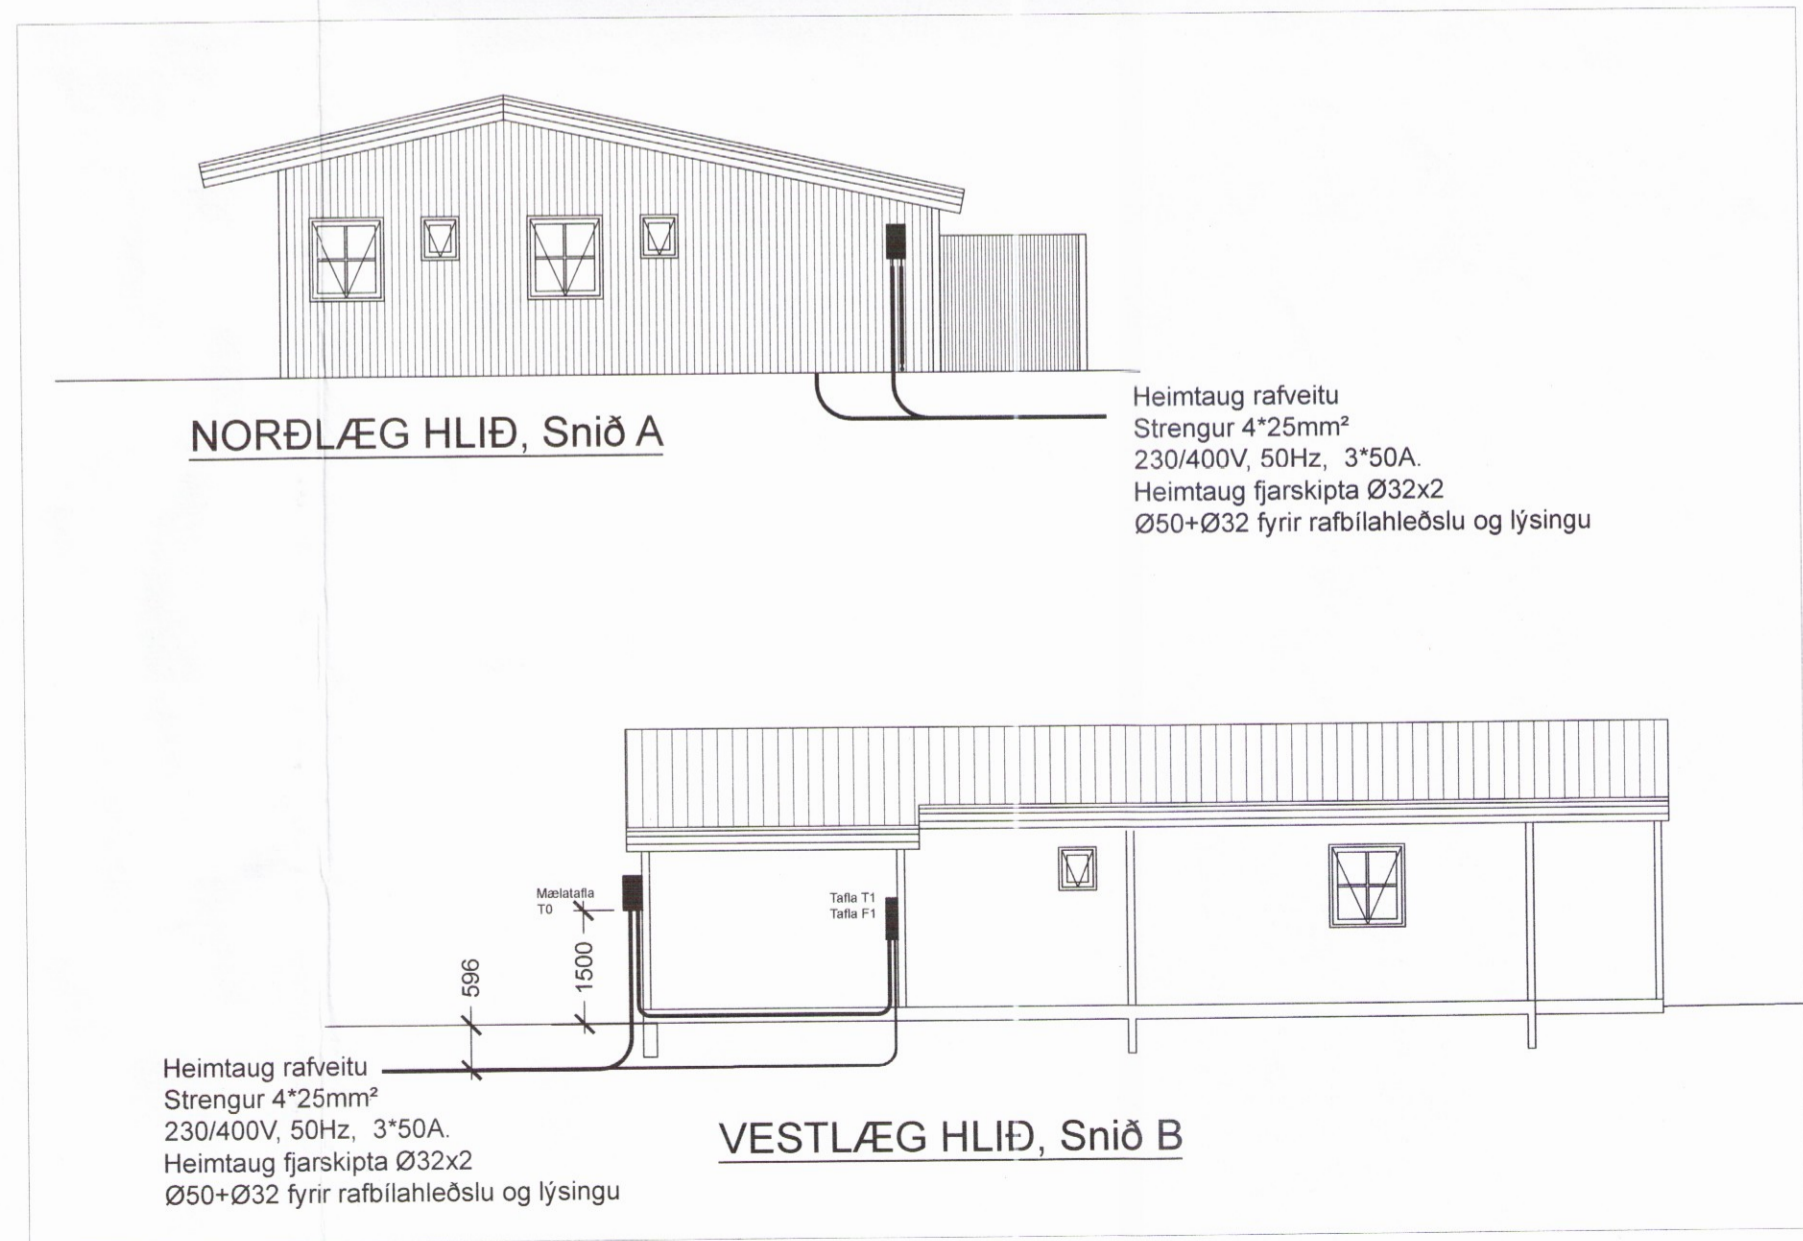 NORÐLÆG HLIÐ, Snið A
Heimtaug rafveitu
Strengur 4*25mm²
230/400V, 50Hz, 3*50A.
Heimtaug fjarskipta Ø32x2
Ø50+Ø32 fyrir rafbílahleðslu og lýsingu
Mælatafla
T0
Tafla T1
Tafla F1
1500
596
Heimtaug rafveitu
Strengur 4*25mm²
230/400V, 50Hz, 3*50A.
Heimtaug fjarskipta Ø32x2
Ø50+Ø32 fyrir rafbílahleðslu og lýsingu
VESTLÆG HLIÐ, Snið B